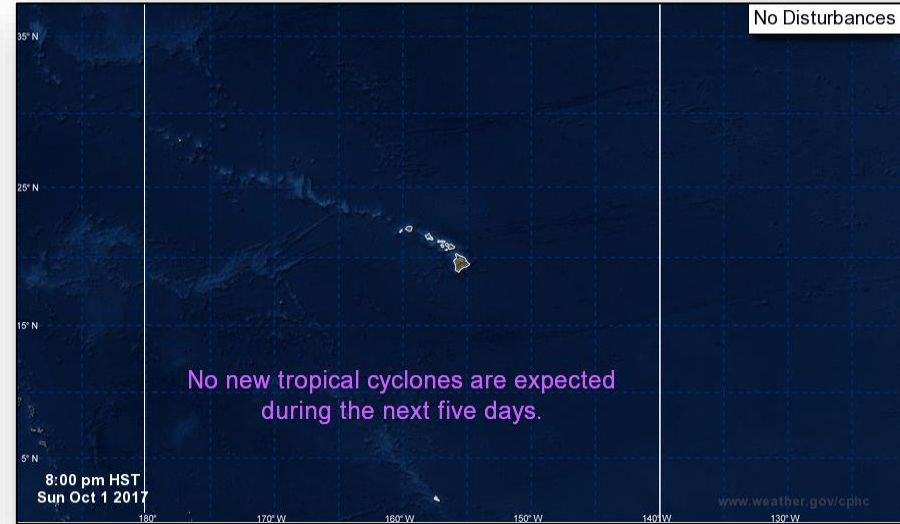 No Disturbances
35° N
25° N
15° N
No new tropical cyclones are expected
during the next five days.
5° N
8:00 pm HST
Sun Oct 1 2017
www.weather.gov/cphc
180° 170° W 160° W 150° W 140° W 130° W